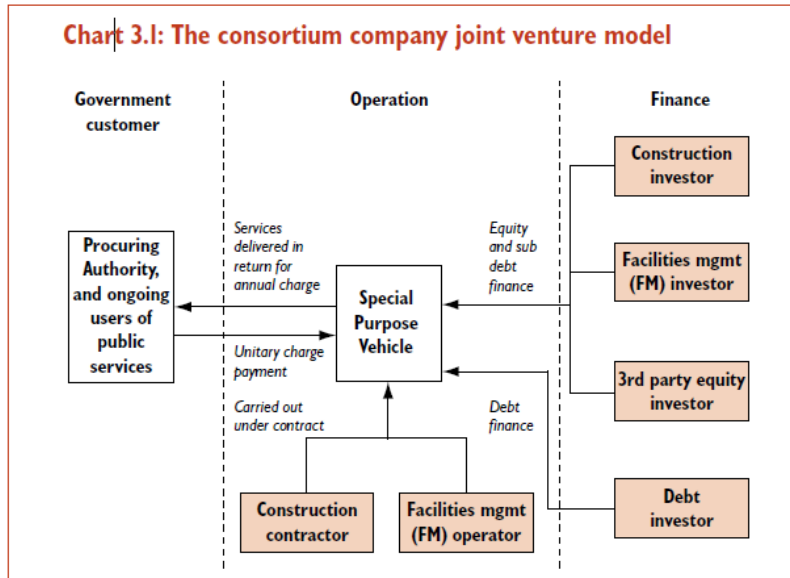 Chart 3.1: The consortium company joint venture model
Government
customer
Operation
Finance
Construction
investor
Services
delivered in
return for
annual charge
Equity
and sub
debt
finance
Procuring
Authority,
and ongoing
users of
public
services
Special
Purpose
Vehicle
Facilities mgmt
(FM) investor
Unitary charge
payment
Carried out
under contract
Debt
finance
3rd party equity
investor
Construction
contractor
Facilities mgmt
(FM) operator
Debt
investor